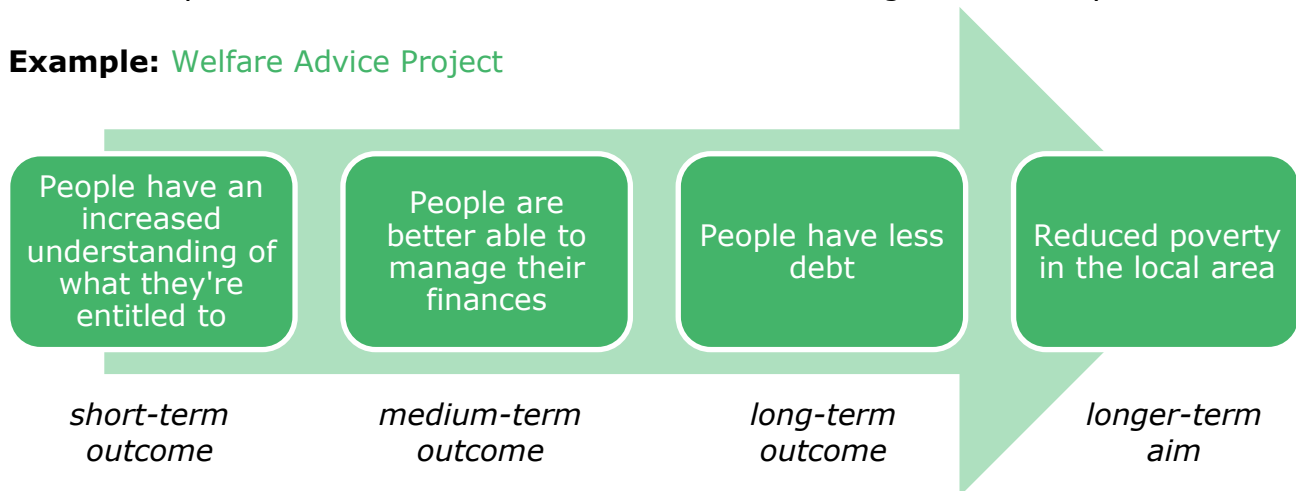 Example: Welfare Advice Project
People have an
increased
understanding of
what they're
entitled to
People are
better able to
manage their
finances
People have less
debt
Reduced poverty
in the local area
short-term
outcome
medium-term
outcome
long-term
outcome
longer-term
aim